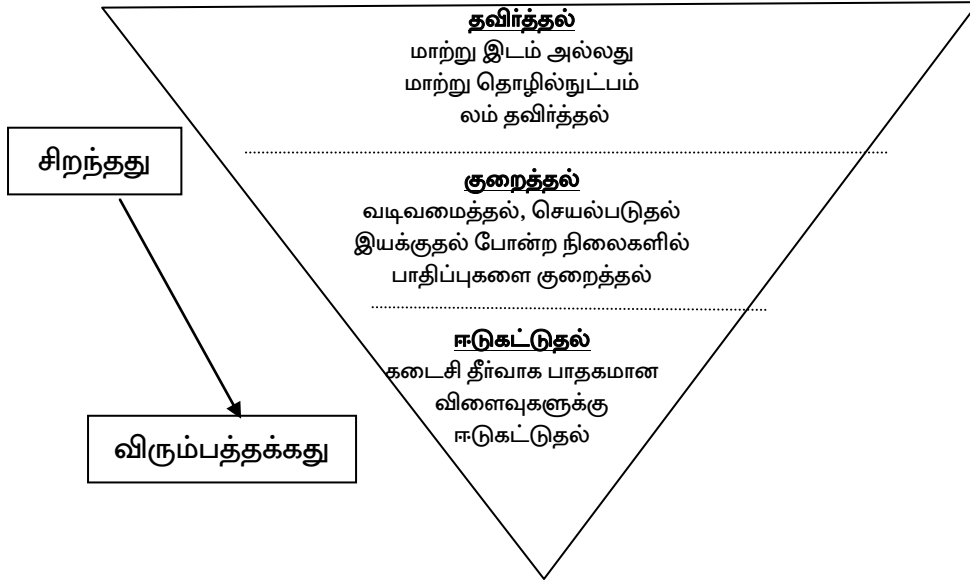 தவிர்த்தல்
மாற்று இடம் அல்லது
மாற்று தொழில்நுட்பம்
லம் தவிர்த்தல்
சிறந்தது
குறைத்தல்
வடிவமைத்தல், செயல்படுதல்
இயக்குதல் போன்ற நிலைகளில்
பாதிப்புகளை குறைத்தல்
ஈடுகட்டுதல்
கடைசி தீர்வாக பாதகமான
விளைவுகளுக்கு
ஈடுகட்டுதல்
விரும்பத்தக்கது